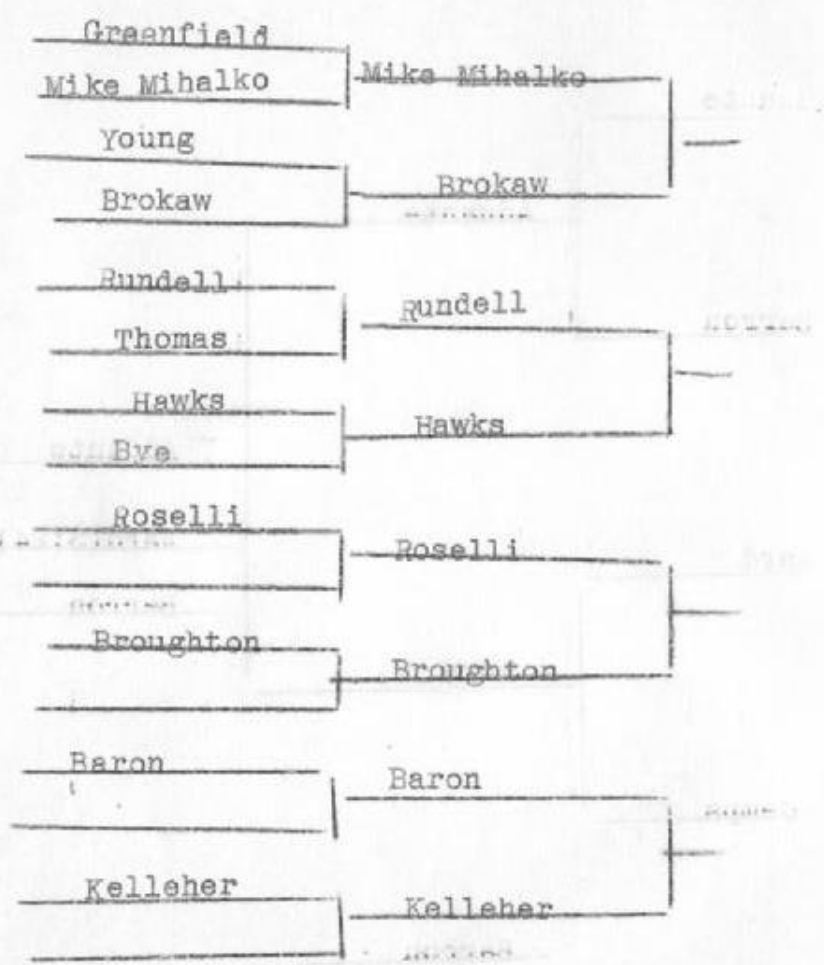 Greenfield
Mike Mihalko
Young
Brokaw
Rundell
Thomas
Hawks
Bye
Roselli
Broughton
Baron
Kelleher
Mike Mihalko
Brokaw
Rundell
Hawks
Roselli
Broughton
Baron
Kelleher